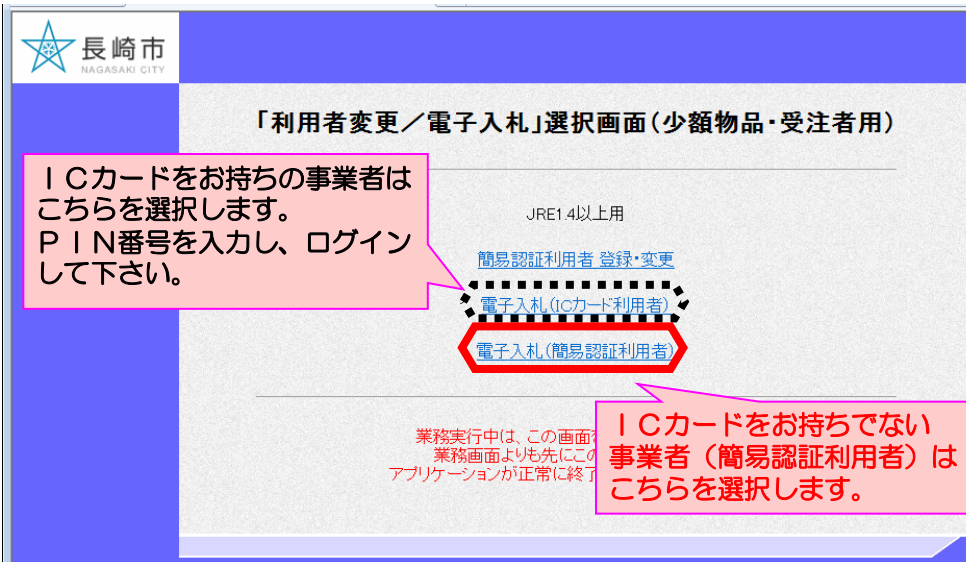 長崎市
NAGASAKI CITY
「利用者変更／電子入札」選択画面(少額物品・受注者用)
ＩＣカードをお持ちの事業者は
こちらを選択します。
ＰＩＮ番号を入力し、ログイン
して下さい。
JRE1.4以上用
簡易認証利用者 登録・変更
電子入札(ICカード利用者)
電子入札(簡易認証利用者)
業務実行中は、この画面
業務画面よりも先にこの
アプリケーションが正常に終了
ＩＣカードをお持ちでない
事業者（簡易認証利用者）は
こちらを選択します。